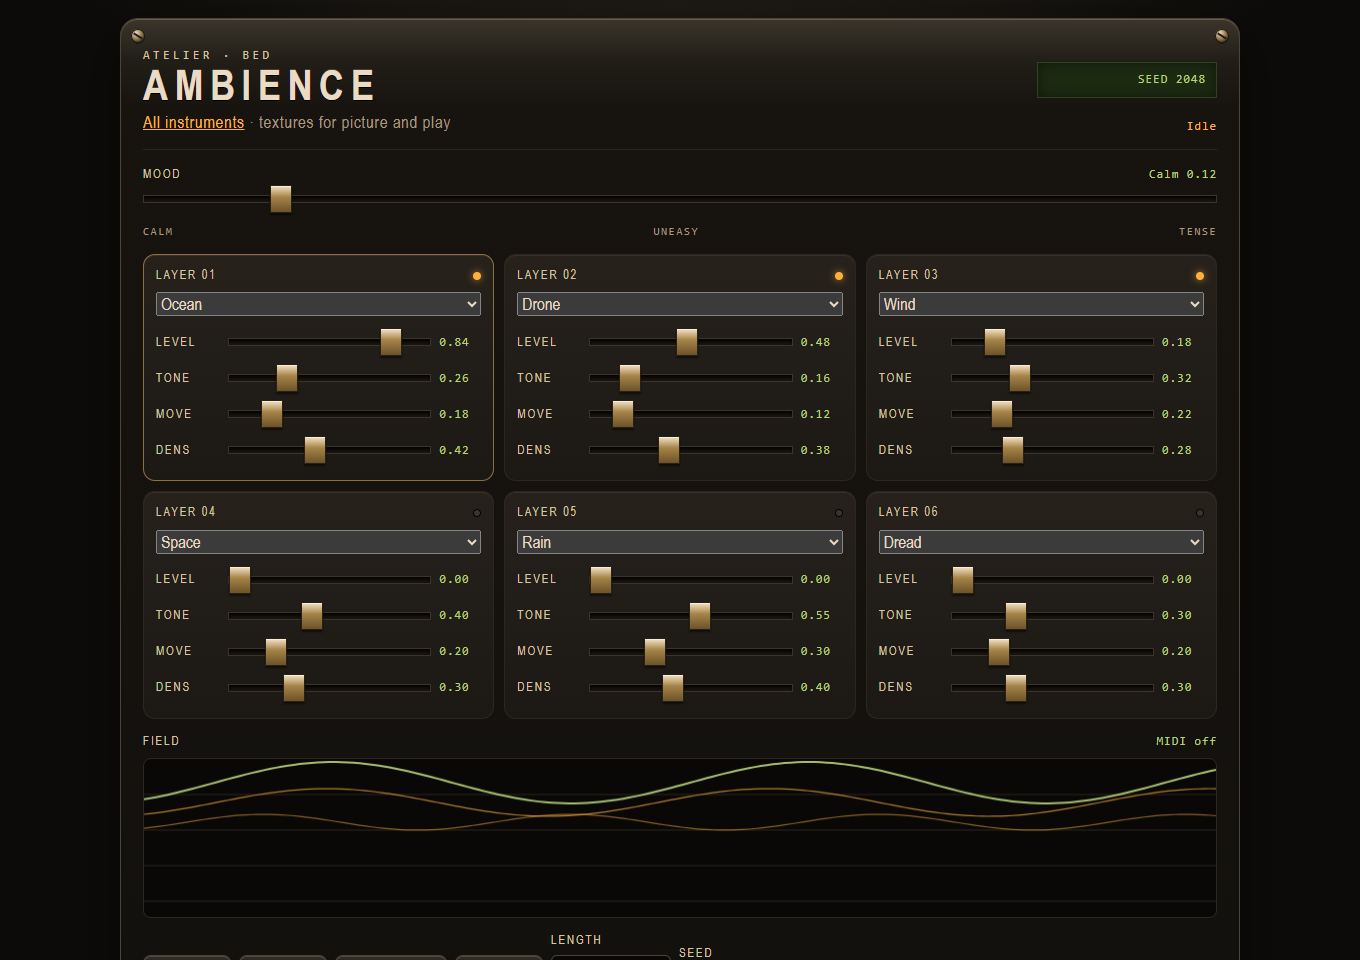 ATELIER · BED
AMBIENCE
SEED 2048
All instruments · textures for picture and play
Idle
MOOD
Calm 0.12
CALM UNEASY TENSE
LAYER 01
Ocean
LEVEL 0.84
TONE 0.26
MOVE 0.18
DENS 0.42
LAYER 02
Drone
LEVEL 0.48
TONE 0.16
MOVE 0.12
DENS 0.38
LAYER 03
Wind
LEVEL 0.18
TONE 0.32
MOVE 0.22
DENS 0.28
LAYER 04
Space
LEVEL 0.00
TONE 0.40
MOVE 0.20
DENS 0.30
LAYER 05
Rain
LEVEL 0.00
TONE 0.55
MOVE 0.30
DENS 0.40
LAYER 06
Dread
LEVEL 0.00
TONE 0.30
MOVE 0.20
DENS 0.30
FIELD
MIDI off
LENGTH
SEED